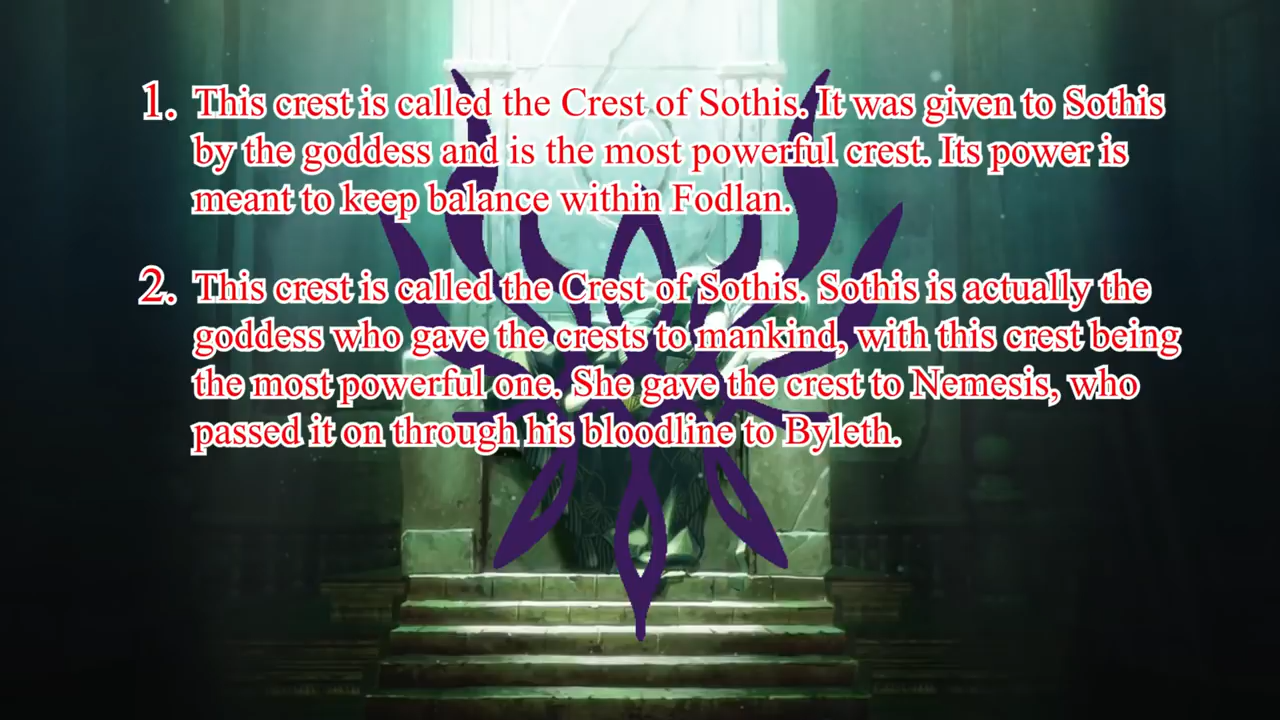 1. This crest is called the Crest of Sothis. It was given to Sothis
by the goddess and is the most powerful crest. Its power is
meant to keep balance within Fodlan.
2. This crest is called the Crest of Sothis. Sothis is actually the
goddess who gave the crests to mankind, with this crest being
the most powerful one. She gave the crest to Nemesis, who
passed it on through his bloodline to Byleth.